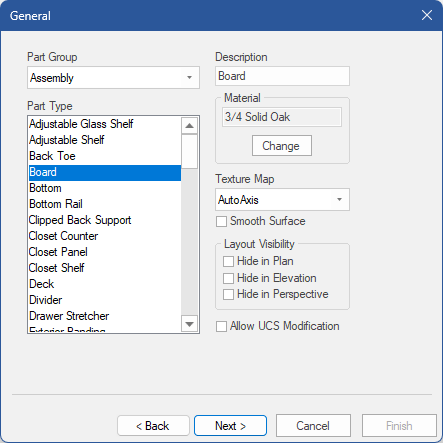 General
Part Group
Assembly
Part Type
Adjustable Glass Shelf
Adjustable Shelf
Back Toe
Board
Bottom
Bottom Rail
Clipped Back Support
Closet Counter
Closet Panel
Closet Shelf
Deck
Divider
Drawer Stretcher
Exterior Banding
Description
Board
Material
3/4 Solid Oak
Change
Texture Map
AutoAxis
Smooth Surface
Layout Visibility
Hide in Plan
Hide in Elevation
Hide in Perspective
Allow UCS Modification
< Back
Next >
Cancel
Finish